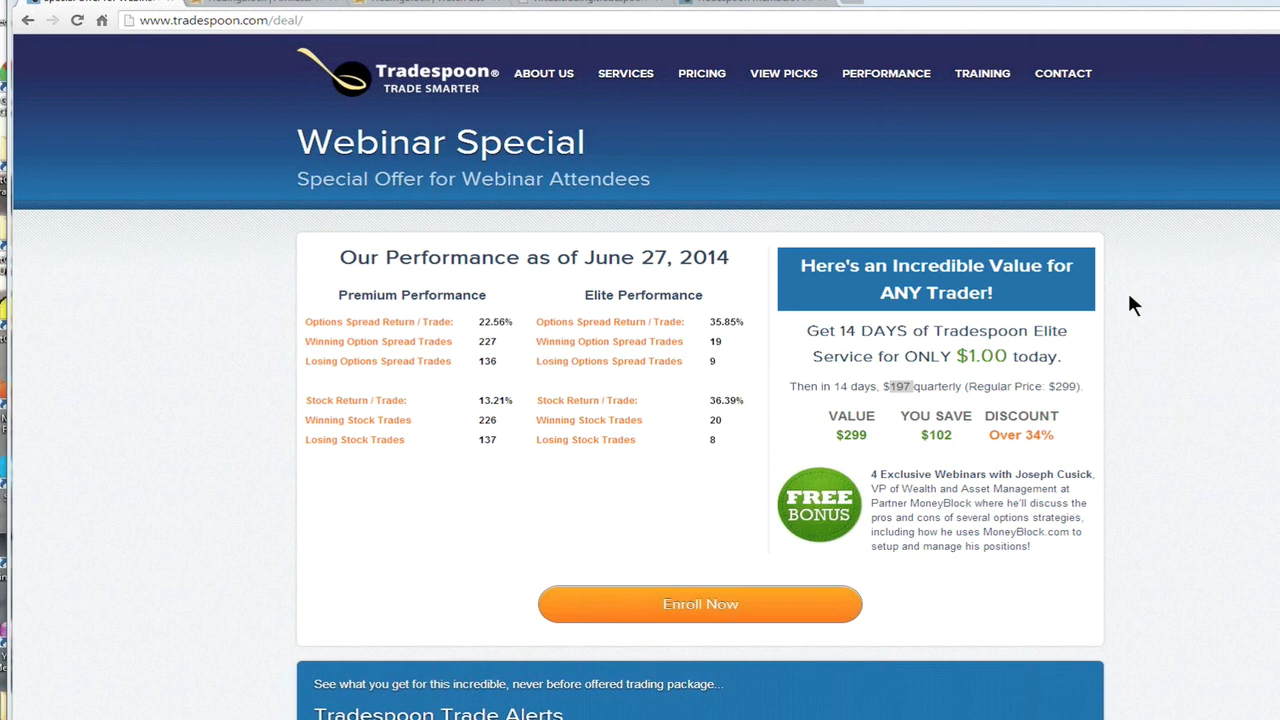 www.tradespoon.com/deal/
Tradespoon®
TRADE SMARTER
ABOUT US
SERVICES
PRICING
VIEW PICKS
PERFORMANCE
TRAINING
CONTACT
Webinar Special
Special Offer for Webinar Attendees
Our Performance as of June 27, 2014
Premium Performance
Options Spread Return / Trade: 22.56%
Winning Option Spread Trades 227
Losing Options Spread Trades 136
Stock Return / Trade: 13.21%
Winning Stock Trades 226
Losing Stock Trades 137
Elite Performance
Options Spread Return / Trade: 35.85%
Winning Option Spread Trades 19
Losing Options Spread Trades 9
Stock Return / Trade: 36.39%
Winning Stock Trades 20
Losing Stock Trades 8
Here's an Incredible Value for
ANY Trader!
Get 14 DAYS of Tradespoon Elite
Service for ONLY $1.00 today.
Then in 14 days, $197 quarterly (Regular Price: $299).
VALUE YOU SAVE DISCOUNT
$299 $102 Over 34%
FREE
BONUS
4 Exclusive Webinars with Joseph Cusick,
VP of Wealth and Asset Management at
Partner MoneyBlock where he'll discuss the
pros and cons of several options strategies,
including how he uses MoneyBlock.com to
setup and manage his positions!
Enroll Now
See what you get for this incredible, never before offered trading package...
Tradespoon Trade Alerts